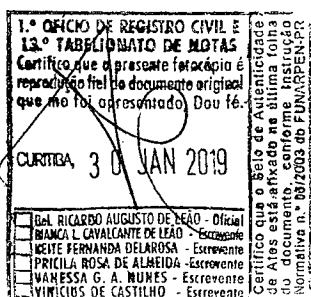 1.º OFÍCIO DE REGISTRO CIVIL E
13.º TABELIONATO DE NOTAS
Certifico que a presente fotocópia é
reprodução fiel do documento original
que me foi apresentado. Dou fé.
CURITIBA, 30 JAN 2019
Bel. RICARDO AUGUSTO DE LEÃO - Oficial
BIANCA L. CAVALCANTE DE LEÃO - Escrevente
KEITE FERNANDA DELAROSA - Escrevente
PRICILA ROSA DE ALMEIDA - Escrevente
VANESSA G. A. NUNES - Escrevente
VINÍCIUS DE CASTILHO - Escrevente
Certifico que o Selo de Autenticidade
de Atos está afixado na última folha
do documento, conforme Instrução
Normativa n.º 03/2003 do FUNARPEN-PR